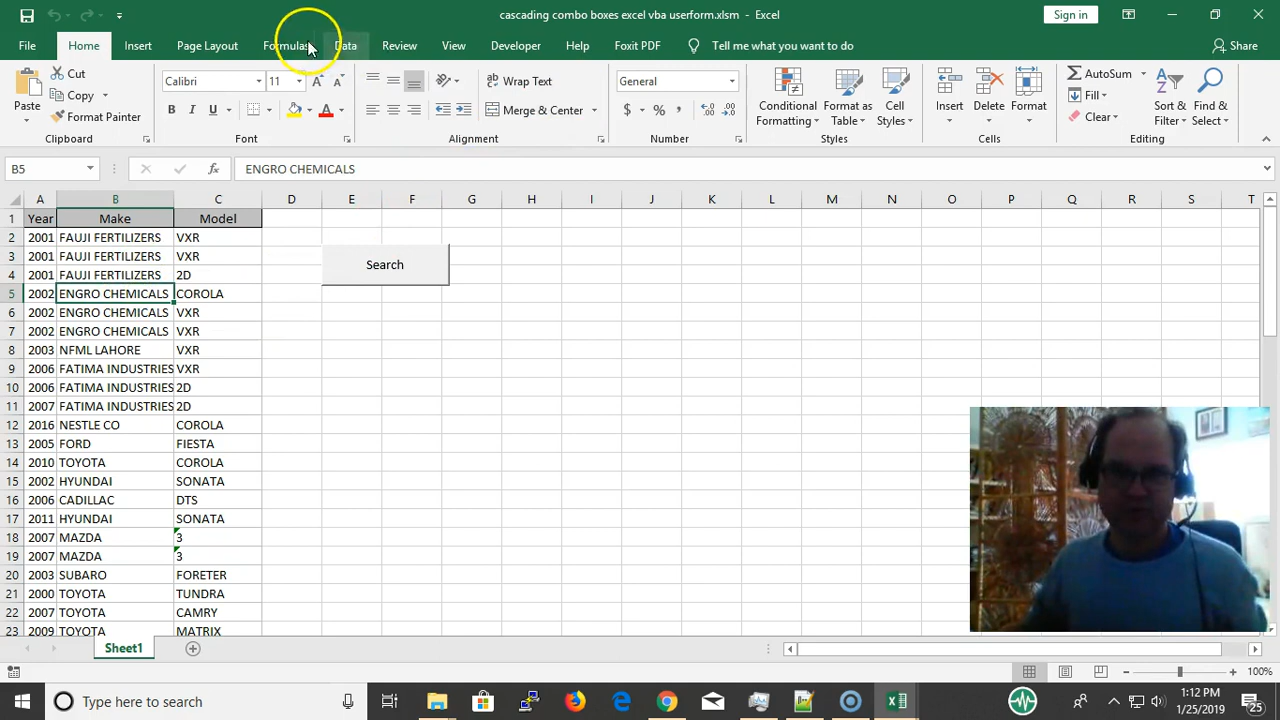 cascading combo boxes excel vba userform.xlsm - Excel
Sign in
File Home Insert Page Layout Formulas Data Review View Developer Help Foxit PDF Tell me what you want to do Share
Paste
Cut
Copy
Format Painter
Clipboard
Calibri 11
B I U
Font
Wrap Text
Merge & Center
Alignment
General
$ % ,
Number
Conditional Formatting
Format as Table
Cell Styles
Styles
Insert
Delete
Format
Cells
AutoSum
Fill
Clear
Sort & Filter
Find & Select
Editing
B5 fx ENGRO CHEMICALS
A B C D E F G H I J K L M N O P Q R S T
1 Year Make Model
2 2001 FAUJI FERTILIZERS VXR
3 2001 FAUJI FERTILIZERS VXR
4 2001 FAUJI FERTILIZERS 2D
5 2002 ENGRO CHEMICALS COROLA
6 2002 ENGRO CHEMICALS VXR
7 2002 ENGRO CHEMICALS VXR
8 2003 NFML LAHORE VXR
9 2006 FATIMA INDUSTRIES VXR
10 2006 FATIMA INDUSTRIES 2D
11 2007 FATIMA INDUSTRIES 2D
12 2016 NESTLE CO COROLA
13 2005 FORD FIESTA
14 2010 TOYOTA COROLA
15 2002 HYUNDAI SONATA
16 2006 CADILLAC DTS
17 2011 HYUNDAI SONATA
18 2007 MAZDA 3
19 2007 MAZDA 3
20 2003 SUBARO FORETER
21 2000 TOYOTA TUNDRA
22 2007 TOYOTA CAMRY
23 2009 TOYOTA MATRIX
Search
Sheet1
100%
Type here to search
1:12 PM
1/25/2019
25